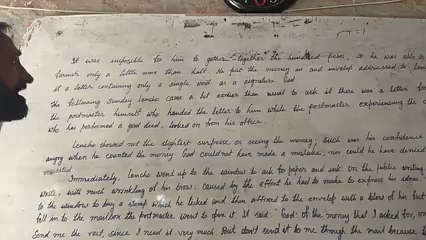 It was imposible for him to gather together the hundred pesos, so he was able to
farmer only a little more than half. He put the money in and envelop addressed to
it a letter containing only a single word as a signature God
The following Sunday lencho came a bit earlier than usual to ask if there was a letter for
the postmaster himself who handed the letter to him while the postmaster, experiencing the
who has performed a good deed, looked on from his office.
Lencho showed not the slightest surprise on seeing the money, Such was his confidence
angry when he counted the money God could not have made a mistake, nor could he have denied
requested
Immediately, lencho went up to the window to ask for paper and ink. On the public writing
write, with much wrinkling of his brow. caused by the effort he had to make to express his ideas.
to the window to buy a stamp which he licked and then affixed to the envelop with a blow of his fist
fell in to the mailbox the postmaster went to open it. It said: "God: of the money that I asked for,
Send me the rest, since I need it very much. But don't send it to me through the mail because